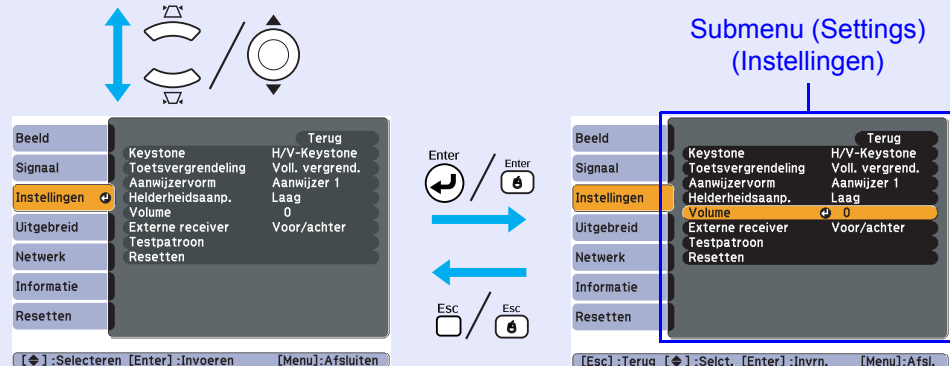 Submenu (Settings)
(Instellingen)
Beeld
Signaal
Instellingen
Uitgebreid
Netwerk
Informatie
Resetten
Terug
Keystone H/V-Keystone
Toetsvergrendeling Voll. vergrend.
Aanwijzervorm Aanwijzer 1
Helderheidsaanp. Laag
Volume 0
Externe receiver Voor/achter
Testpatroon
Resetten
[ ] :Selecteren [Enter] :Invoeren [Menu]:Afsluiten
Enter
Enter
Esc
Esc
Beeld
Signaal
Instellingen
Uitgebreid
Netwerk
Informatie
Resetten
Terug
Keystone H/V-Keystone
Toetsvergrendeling Voll. vergrend.
Aanwijzervorm Aanwijzer 1
Helderheidsaanp. Laag
Volume 0
Externe receiver Voor/achter
Testpatroon
Resetten
[Esc] :Terug [ ] :Selct. [Enter] :Invrn. [Menu]:Afsl.